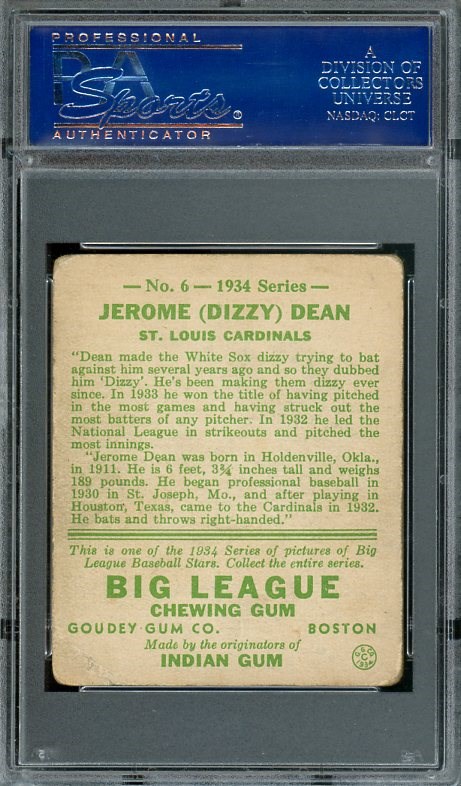 PROFESSIONAL
PSA
Sports®
AUTHENTICATOR
A
DIVISION OF
COLLECTORS
UNIVERSE
NASDAQ: CLCT
— No. 6 — 1934 Series —
JEROME (DIZZY) DEAN
ST. LOUIS CARDINALS
"Dean made the White Sox dizzy trying to bat
against him several years ago and so they dubbed
him 'Dizzy'. He's been making them dizzy ever
since. In 1933 he won the title of having pitched
in the most games and having struck out the
most batters of any pitcher. In 1932 he led the
National League in strikeouts and pitched the
most innings.
"Jerome Dean was born in Holdenville, Okla.,
in 1911. He is 6 feet, 3¾ inches tall and weighs
189 pounds. He began professional baseball in
1930 in St. Joseph, Mo., and after playing in
Houston, Texas, came to the Cardinals in 1932.
He bats and throws right-handed."
This is one of the 1934 Series of pictures of Big
League Baseball Stars. Collect the entire series.
BIG LEAGUE
CHEWING GUM
GOUDEY GUM CO. BOSTON
Made by the originators of
INDIAN GUM